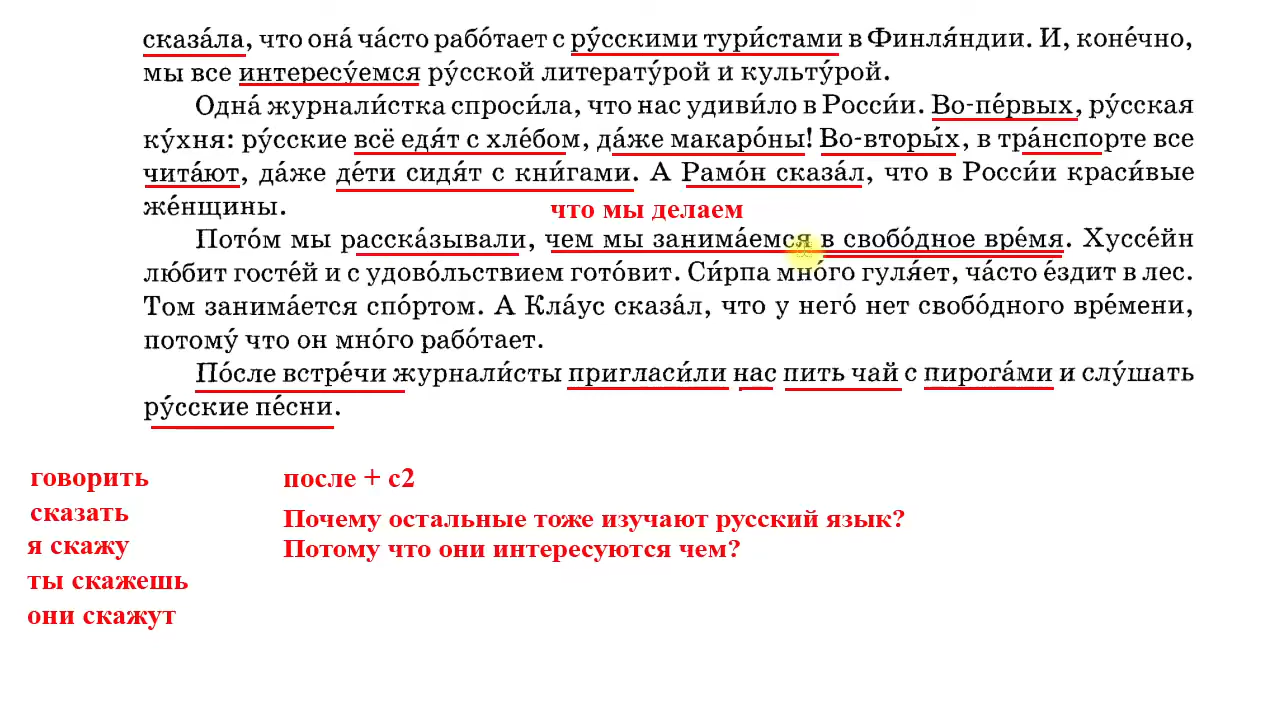 сказа́ла, что она́ ча́сто рабо́тает с ру́сскими тури́стами в Финля́ндии. И, коне́чно,
мы все интересу́емся ру́сской литерату́рой и культу́рой.
Одна́ журнали́стка спроси́ла, что нас удиви́ло в Росси́и. Во-пе́рвых, ру́сская
ку́хня: ру́сские всё едя́т с хле́бом, да́же макаро́ны! Во-вторы́х, в тра́нспорте все
чита́ют, да́же де́ти сидя́т с кни́гами. А Рамо́н сказа́л, что в Росси́и краси́вые
же́нщины.
что мы делаем
Пото́м мы расска́зывали, чем мы занима́емся в свобо́дное вре́мя. Хуссе́йн
лю́бит госте́й и с удово́льствием гото́вит. Си́рпа мно́го гуля́ет, ча́сто е́здит в лес.
Том занима́ется спо́ртом. А Кла́ус сказа́л, что у него́ нет свобо́дного вре́мени,
потому́ что он мно́го рабо́тает.
По́сле встре́чи журнали́сты пригласи́ли нас пить чай с пирога́ми и слу́шать
ру́сские пе́сни.
говорить
сказать
я скажу
ты скажешь
они скажут
после + с2
Почему остальные тоже изучают русский язык?
Потому что они интересуются чем?